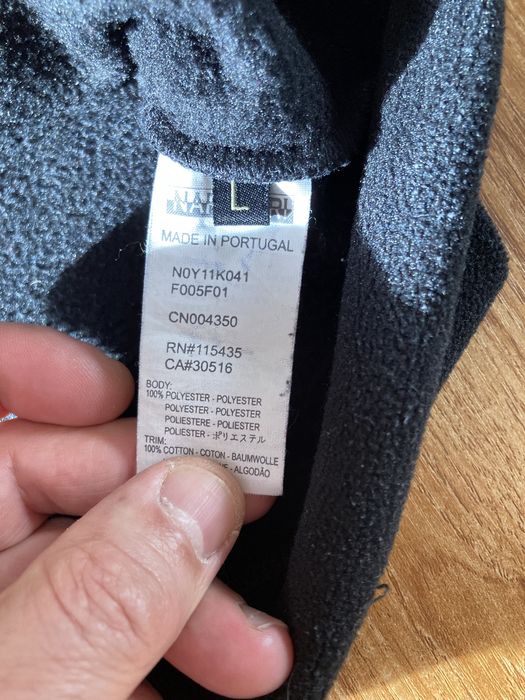 L
MADE IN PORTUGAL
N0Y11K041
F005F01
CN004350
RN#115435
CA#30516
BODY:
100% POLYESTER - POLYESTER
POLYESTER - POLYESTER
POLIESTERE - POLIESTER
POLIESTER - ポリエステル
TRIM:
100% COTTON - COTON - BAUMWOLLE
- ALGODÃO